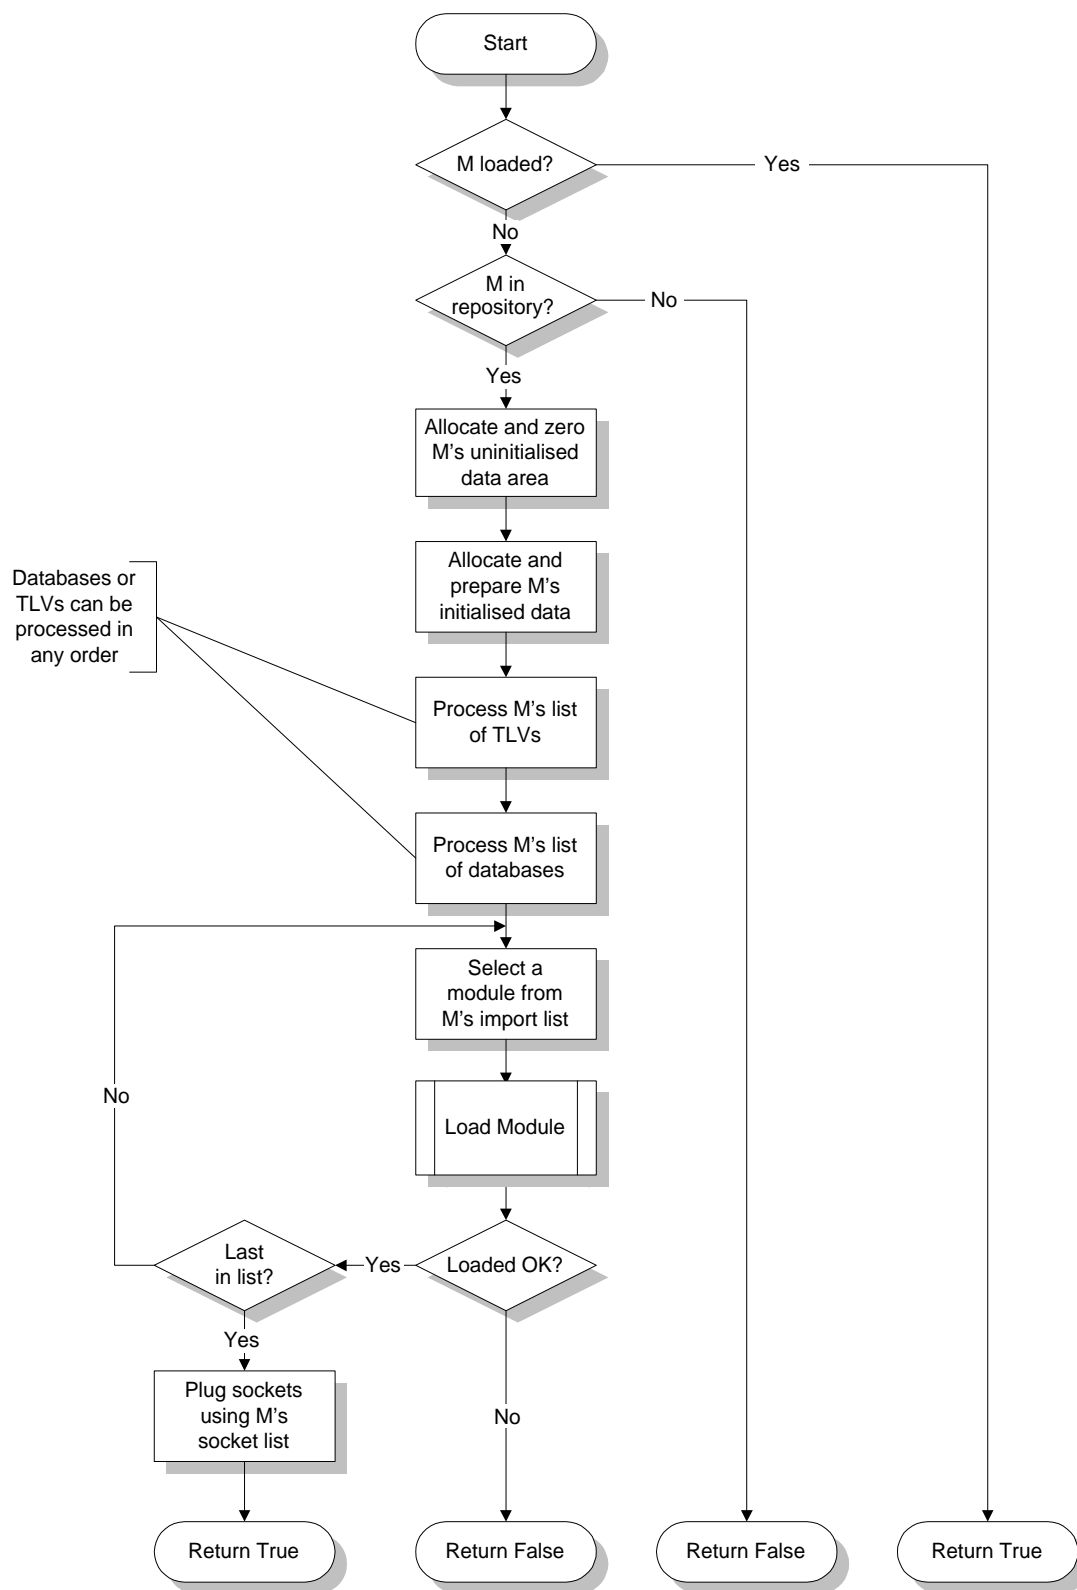 Start
M loaded?
Yes
No
M in
repository?
No
Yes
Allocate and zero
M's uninitialised
data area
Allocate and
prepare M's
initialised data
Databases or
TLVs can be
processed in
any order
Process M's list
of TLVs
Process M's list
of databases
Select a
module from
M's import list
No
Load Module
Last
in list?
Yes
Loaded OK?
Yes
Plug sockets
using M's
socket list
No
Return True
Return False
Return False
Return True